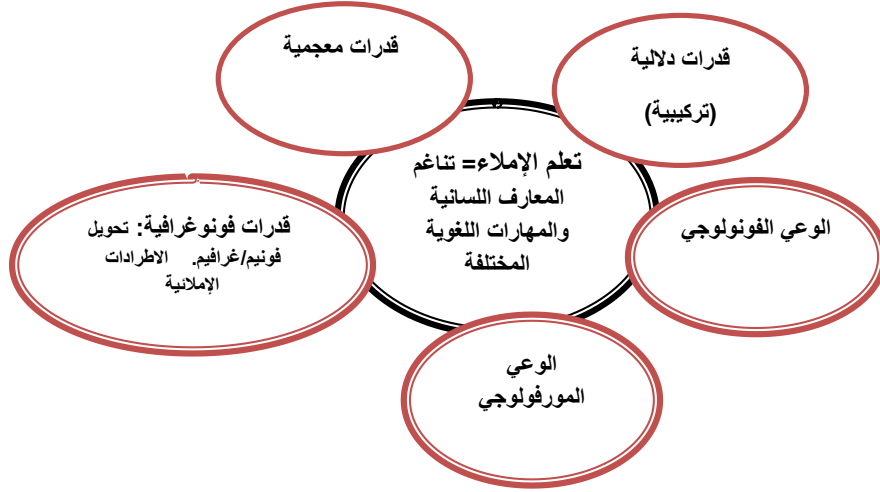 قدرات دلالية
(تركيبية)
قدرات معجمية
تعلم الإملاء= تناغم
المعارف اللسانية
والمهارات اللغوية
المختلفة
الوعي الفونولوجي
قدرات فونوغرافية: تحويل
فونيم/غرافيم. الاطرادات
الإملائية
الوعي
المورفولوجي